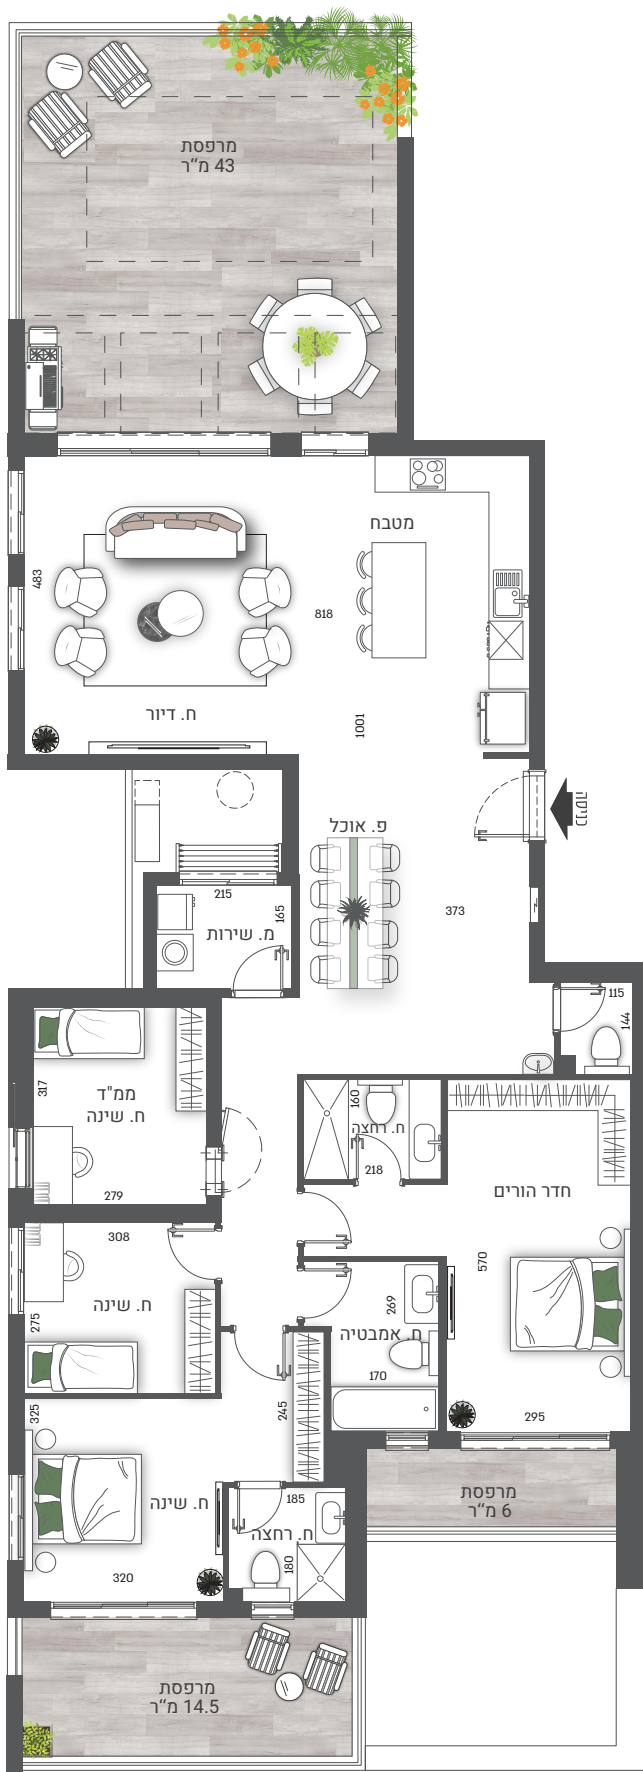 מרפסת
43 מ"ר
מטבח
483
818
ח. דיור
1001
כניסה
פ. אוכל
215
165
מ. שירות
373
115
144
317
ממ"ד
ח. שינה
279
160
ח. רחצה
218
חדר הורים
308
570
ח. שינה
275
269
ח. אמבטיה
170
325
245
295
מרפסת
6 מ"ר
ח. שינה
185
ח. רחצה
180
320
מרפסת
14.5 מ"ר